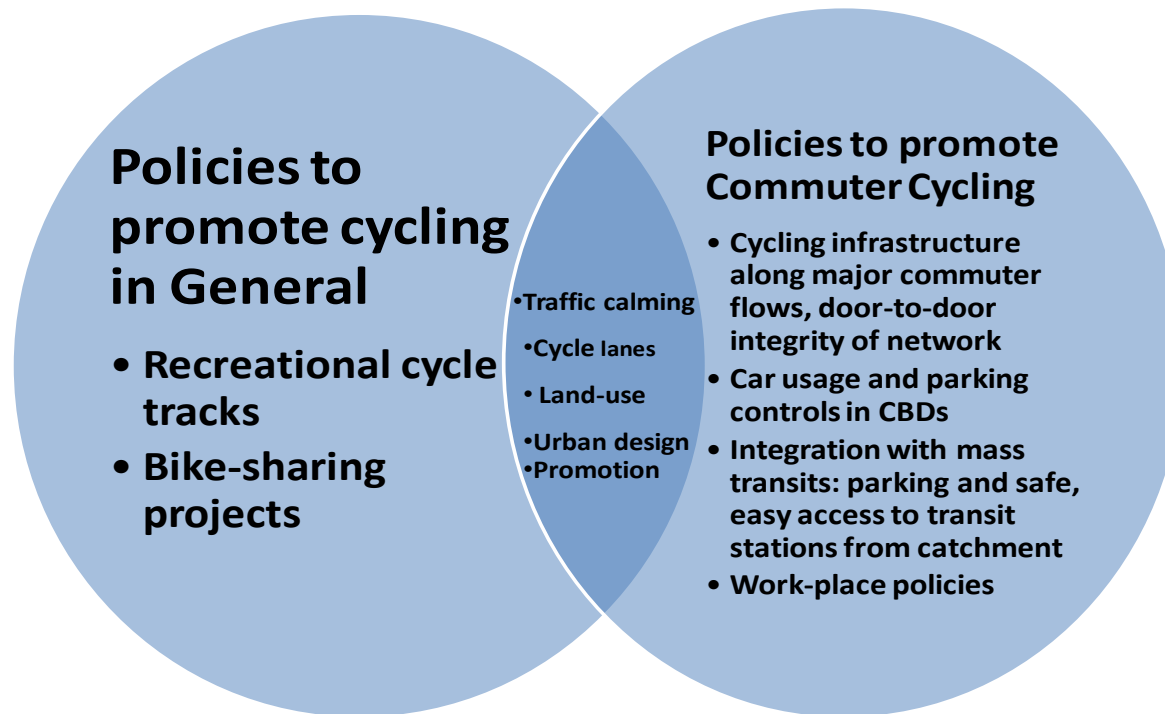 Policies to
promote cycling
in General
• Recreational cycle
tracks
• Bike-sharing
projects
•Traffic calming
•Cycle lanes
• Land-use
•Urban design
•Promotion
Policies to promote
Commuter Cycling
• Cycling infrastructure
along major commuter
flows, door-to-door
integrity of network
• Car usage and parking
controls in CBDs
• Integration with mass
transits: parking and safe,
easy access to transit
stations from catchment
• Work-place policies